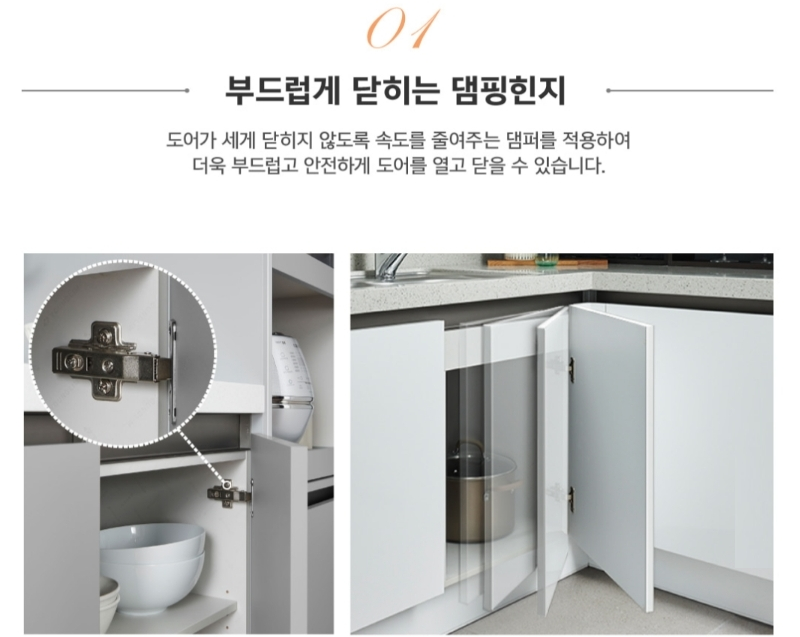 01
부드럽게 닫히는 댐핑힌지
도어가 세게 닫히지 않도록 속도를 줄여주는 댐퍼를 적용하여
더욱 부드럽고 안전하게 도어를 열고 닫을 수 있습니다.